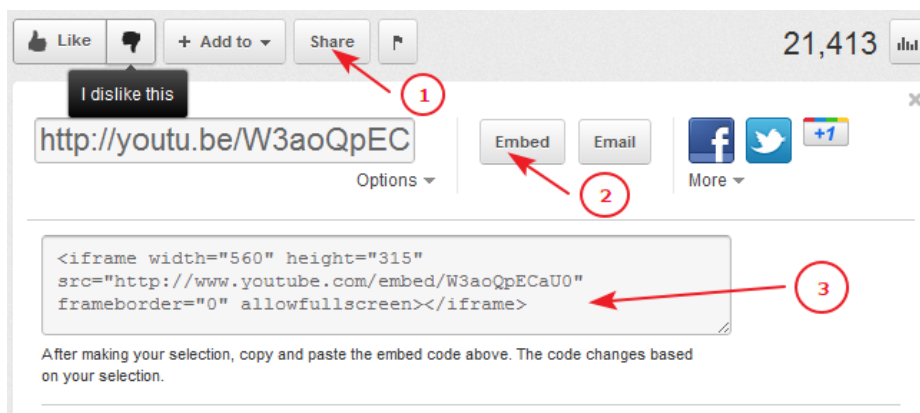 Like + Add to Share 21,413
I dislike this
1
http://youtu.be/W3aoQpEC Embed Email f +1
Options 2 More
<iframe width="560" height="315"
src="http://www.youtube.com/embed/W3aoQpECaU0"
frameborder="0" allowfullscreen></iframe>
3
After making your selection, copy and paste the embed code above. The code changes based
on your selection.